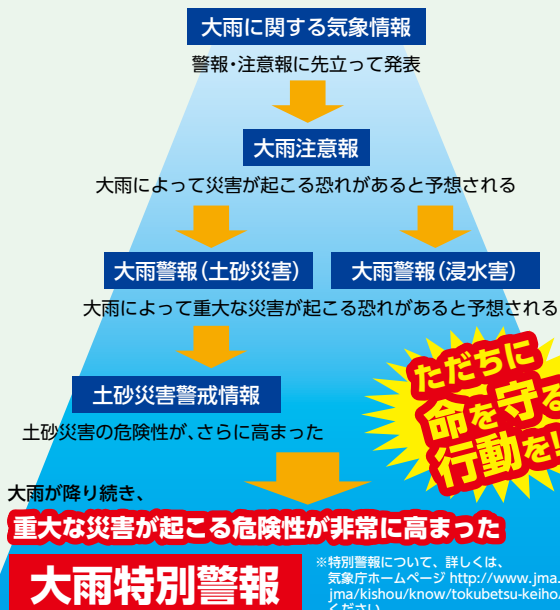 大雨に関する気象情報
警報・注意報に先立って発表
大雨注意報
大雨によって災害が起こる恐れがあると予想される
大雨警報(土砂災害)
大雨警報(浸水害)
大雨によって重大な災害が起こる恐れがあると予想される
土砂災害警戒情報
土砂災害の危険性が、さらに高まった
ただちに
命を守る
行動を!
大雨が降り続き、
重大な災害が起こる危険性が非常に高まった
大雨特別警報
※特別警報について、詳しくは、
気象庁ホームページ http://www.jma.
jma/kishou/know/tokubetsu-keiho
ください